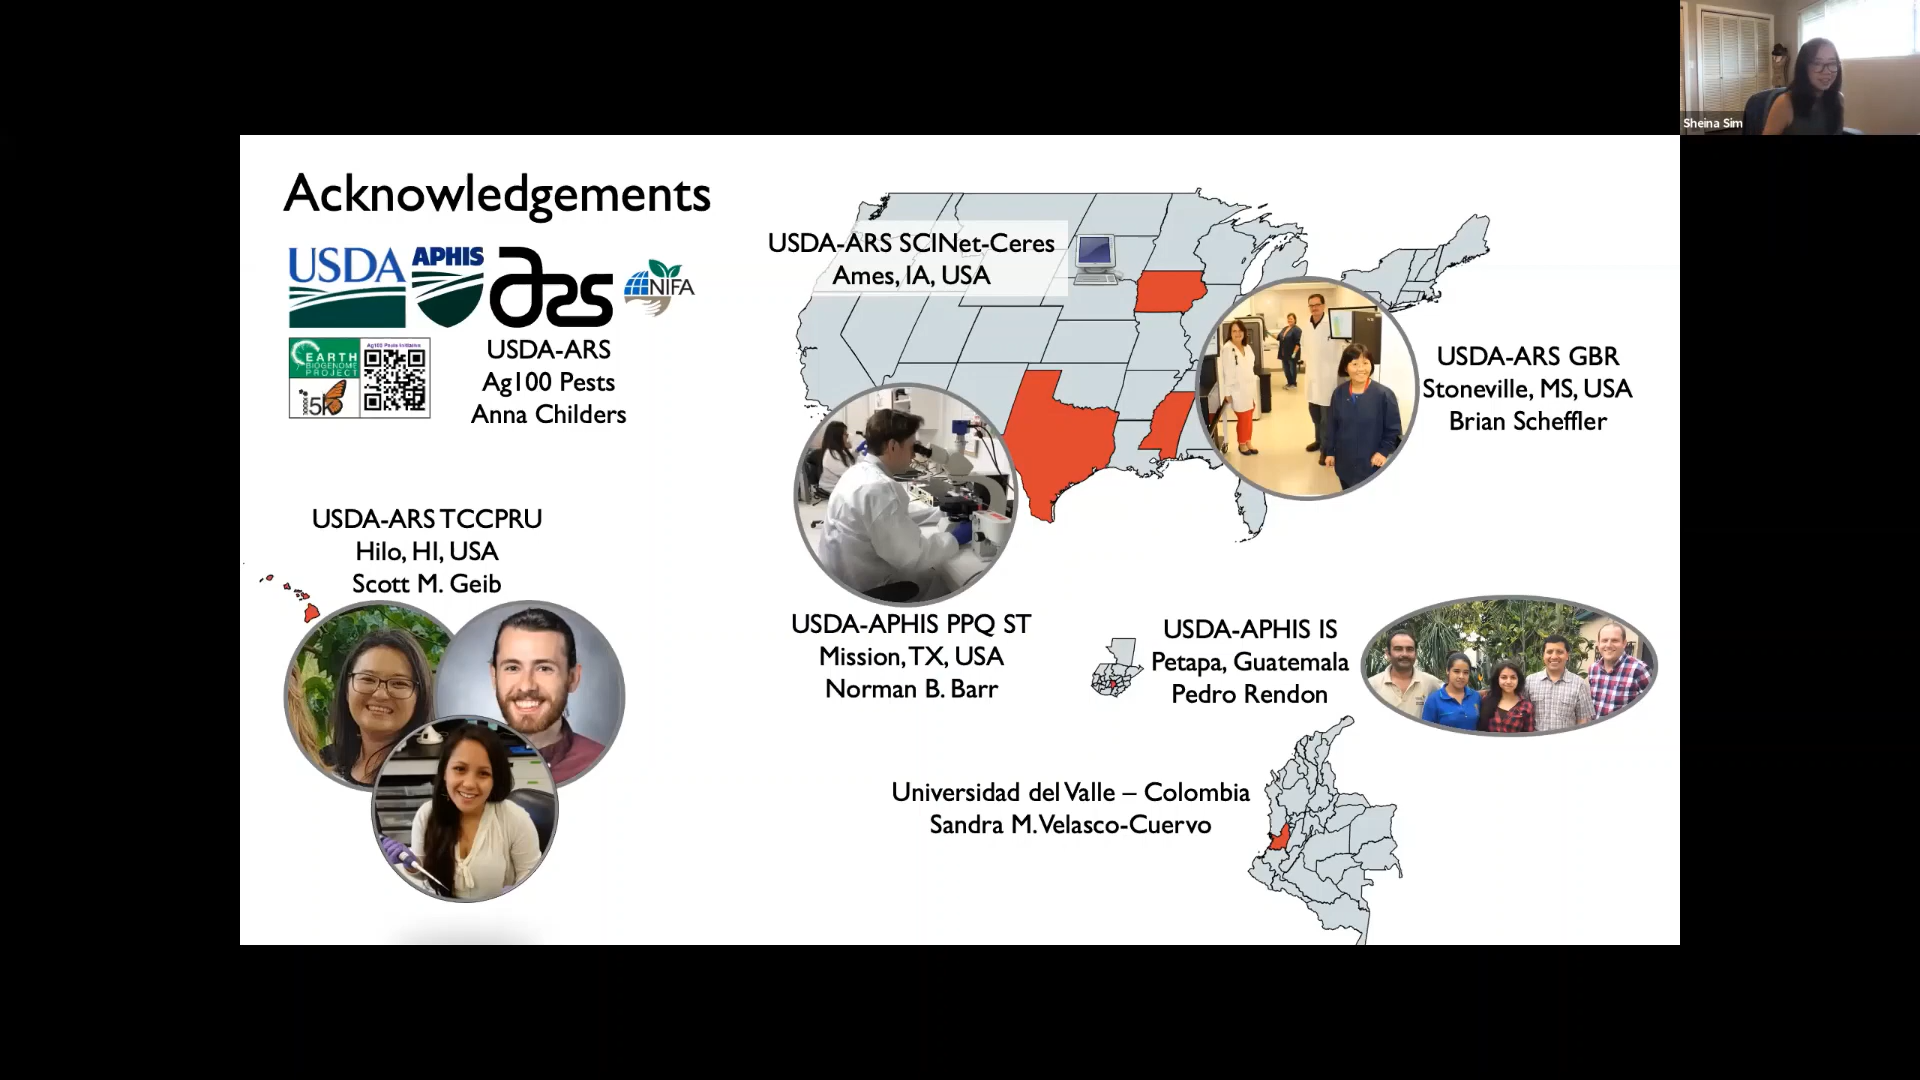 Sheina Sim
Acknowledgements
USDA
APHIS
ars
NIFA
EARTH
BIOGENOME
PROJECT
i5k
Ag100 Pests Initiative
USDA-ARS
Ag100 Pests
Anna Childers
USDA-ARS SCINet-Ceres
Ames, IA, USA
USDA-ARS GBR
Stoneville, MS, USA
Brian Scheffler
USDA-ARS TCCPRU
Hilo, HI, USA
Scott M. Geib
USDA-APHIS PPQ ST
Mission, TX, USA
Norman B. Barr
USDA-APHIS IS
Petapa, Guatemala
Pedro Rendon
Universidad del Valle – Colombia
Sandra M. Velasco-Cuervo